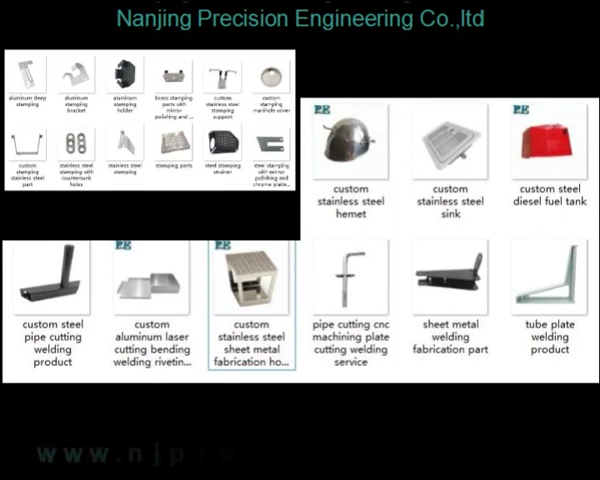 Nanjing Precision Engineering Co.,ltd
aluminum deep
stamping
aluminum
stamping
bracket
aluminum
stamping
holder
brass stamping
parts with
mirror
polishing and ...
custom
stainless steel
stamping
support
custom
stamping
manhole cover
custom
stamping
stainless steel
part
stainless steel
stamping with
countersunk
holes
stainless steel
stamping
stamping parts
steel stamping
strainer
steel stamping
with mirror
polishing and
chrome plate...
custom
stainless steel
hemet
custom
stainless steel
sink
custom steel
diesel fuel tank
custom steel
pipe cutting
welding
product
custom
aluminum laser
cutting bending
welding rivetin...
custom
stainless steel
sheet metal
fabrication ho...
pipe cutting cnc
machining plate
cutting welding
service
sheet metal
welding
fabrication part
tube plate
welding
product
www.njp